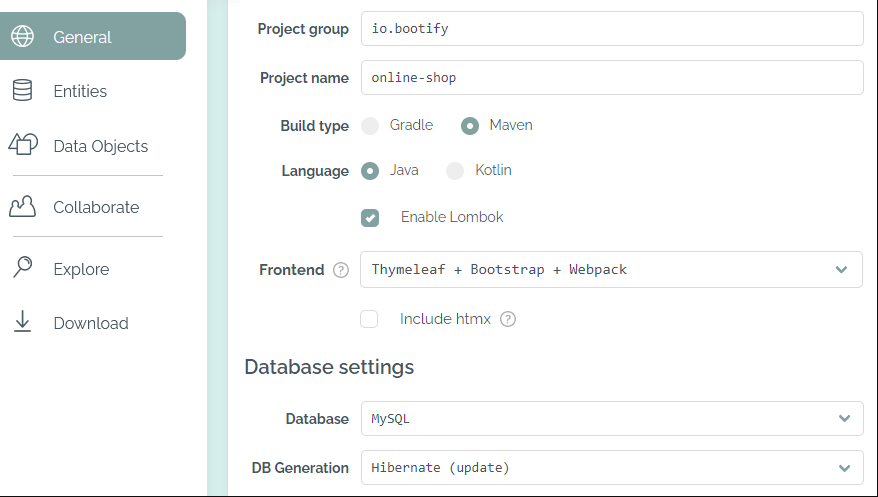 General
Entities
Data Objects
Collaborate
Explore
Download
Project group io.bootify
Project name online-shop
Build type Gradle Maven
Language Java Kotlin
Enable Lombok
Frontend ? Thymeleaf + Bootstrap + Webpack
Include htmx ?
Database settings
Database MySQL
DB Generation Hibernate (update)